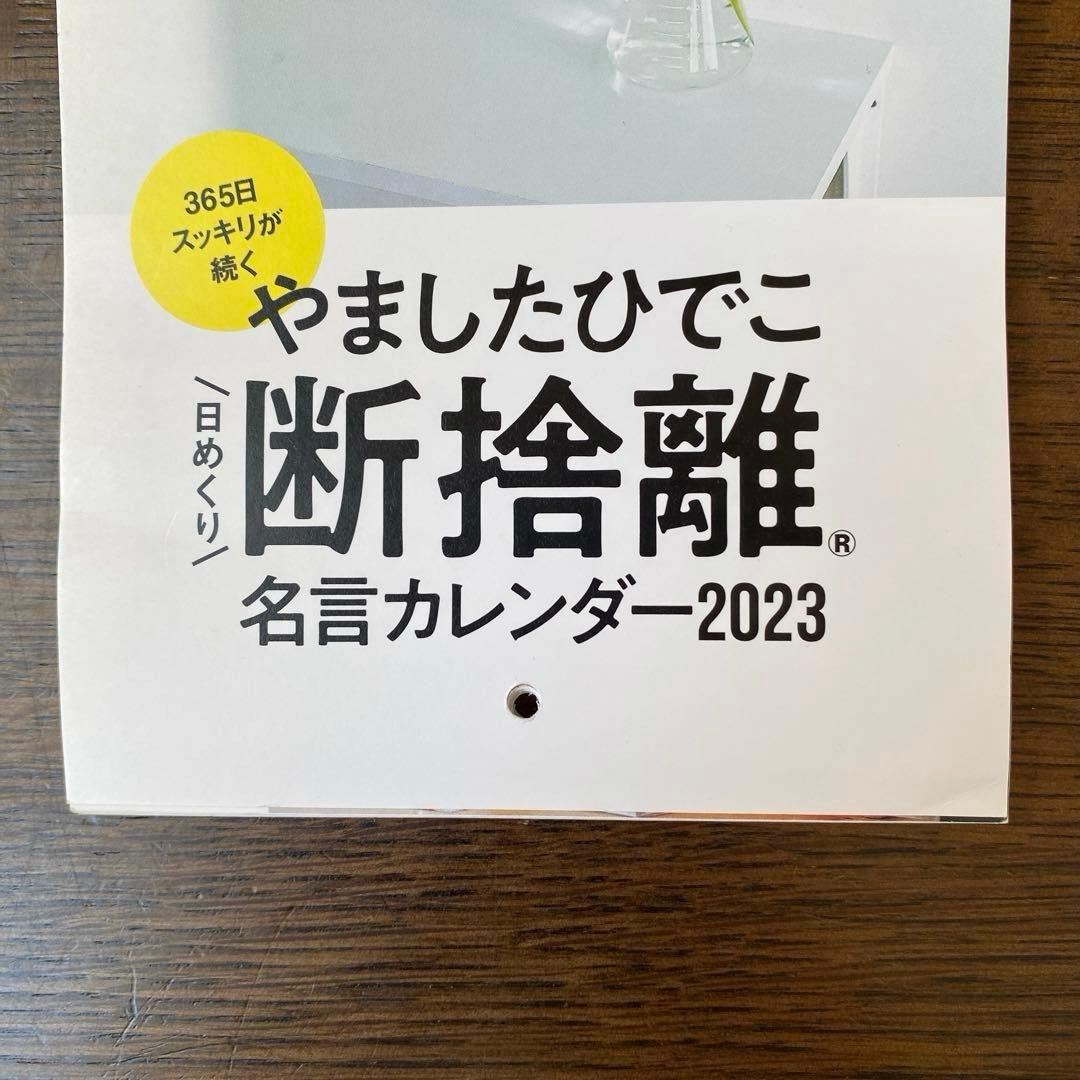 365日
スッキリが
続く
やましたひでこ
日めくり
断捨離®
名言カレンダー2023